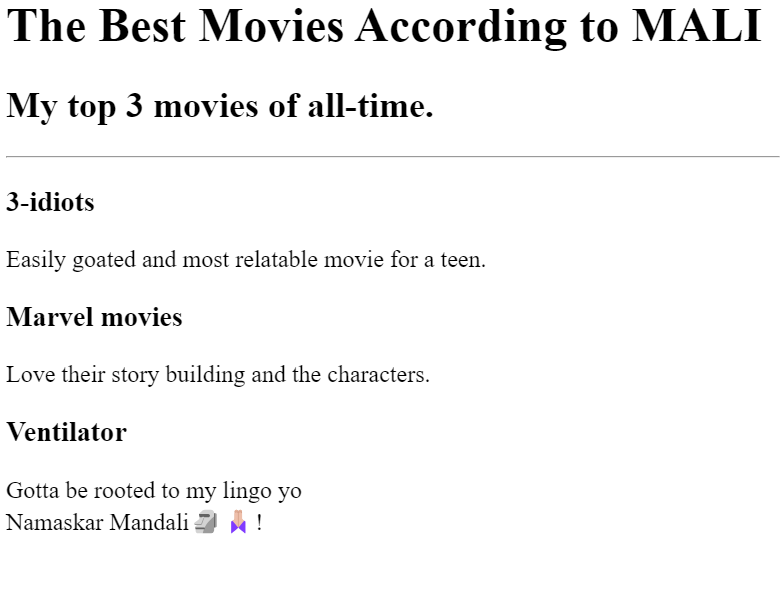 The Best Movies According to MALI
My top 3 movies of all-time.
3-idiots
Easily goated and most relatable movie for a teen.
Marvel movies
Love their story building and the characters.
Ventilator
Gotta be rooted to my lingo yo
Namaskar Mandali 🗿 🙏🏼 !